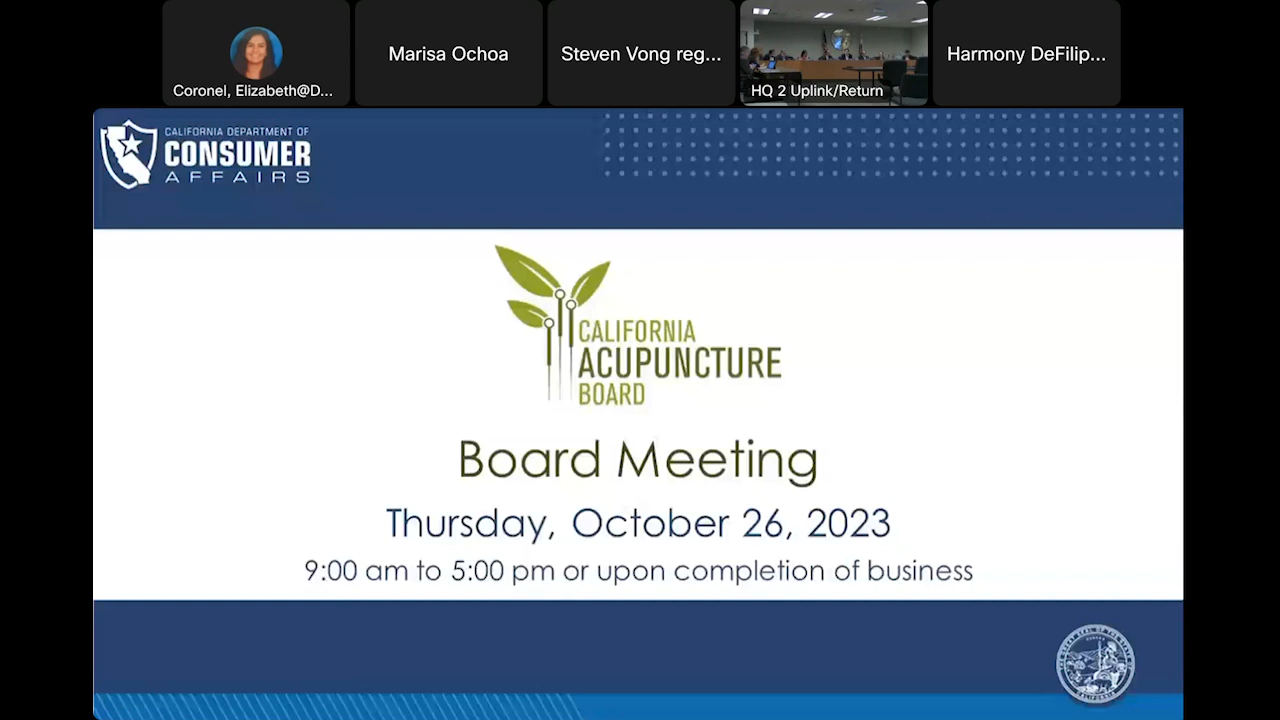 Coronel, Elizabeth@D...
Marisa Ochoa
Steven Vong reg...
HQ 2 Uplink/Return
Harmony DeFilip...
CALIFORNIA DEPARTMENT OF
CONSUMER
AFFAIRS
CALIFORNIA
ACUPUNCTURE
BOARD
Board Meeting
Thursday, October 26, 2023
9:00 am to 5:00 pm or upon completion of business